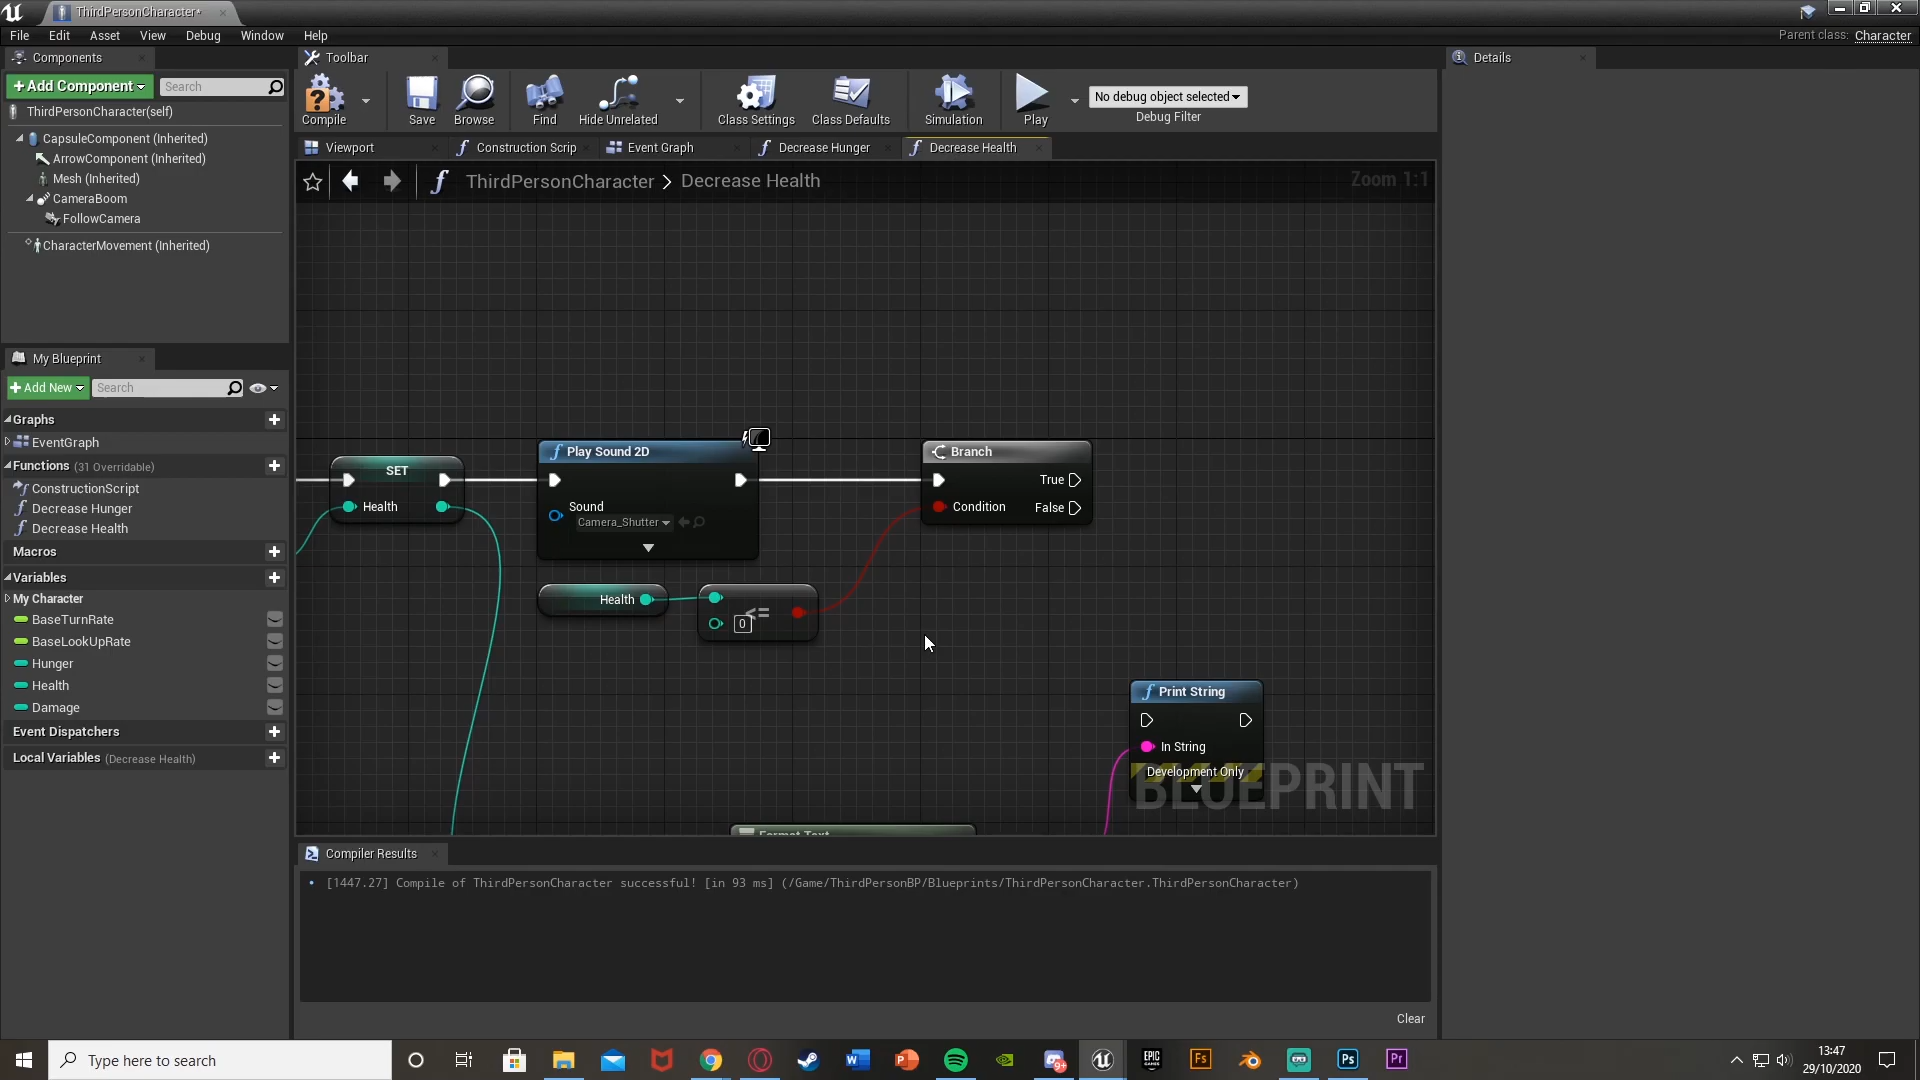 ThirdPersonCharacter*
File Edit Asset View Debug Window Help
Parent class: Character
Components
+Add Component
Search
ThirdPersonCharacter(self)
CapsuleComponent (Inherited)
ArrowComponent (Inherited)
Mesh (Inherited)
CameraBoom
FollowCamera
CharacterMovement (Inherited)
My Blueprint
+Add New
Search
Graphs
EventGraph
Functions (31 Overridable)
ConstructionScript
Decrease Hunger
Decrease Health
Macros
Variables
My Character
BaseTurnRate
BaseLookUpRate
Hunger
Health
Damage
Event Dispatchers
Local Variables (Decrease Health)
Toolbar
Compile
Save
Browse
Find
Hide Unrelated
Class Settings
Class Defaults
Simulation
Play
No debug object selected
Debug Filter
Viewport
Construction Scrip
Event Graph
Decrease Hunger
Decrease Health
ThirdPersonCharacter > Decrease Health
Zoom 1:1
SET
Health
Play Sound 2D
Sound
Camera_Shutter
Branch
True
Condition
False
Health
0
<=
Print String
In String
Development Only
BLUEPRINT
Format Text
Compiler Results
[1447.27] Compile of ThirdPersonCharacter successful! [in 93 ms] (/Game/ThirdPersonBP/Blueprints/ThirdPersonCharacter.ThirdPersonCharacter)
Clear
Details
Type here to search
13:47
29/10/2020